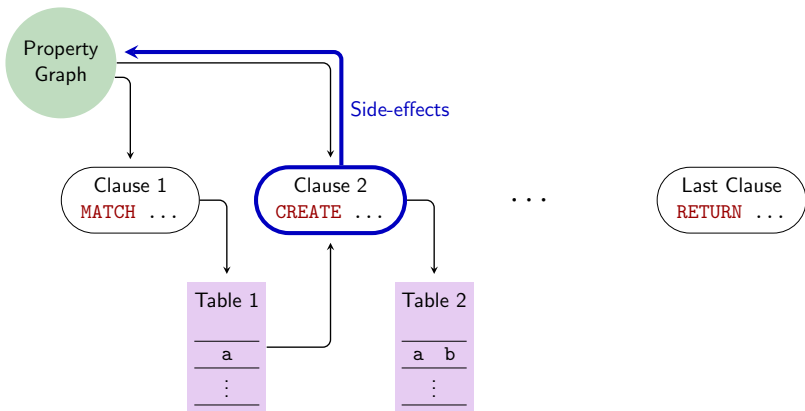 Property
Graph
Side-effects
Clause 1
MATCH ...
Clause 2
CREATE ...
...
Last Clause
RETURN ...
Table 1
a
⋮
Table 2
a b
⋮